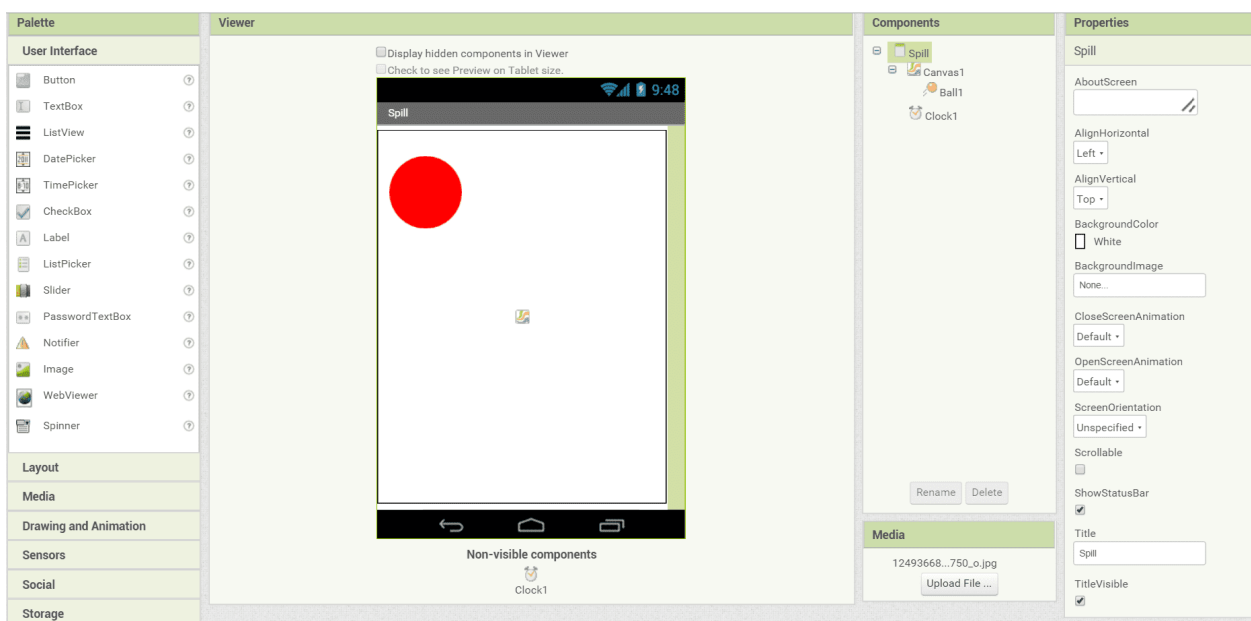 Palette
User Interface
Button
TextBox
ListView
DatePicker
TimePicker
CheckBox
Label
ListPicker
Slider
PasswordTextBox
Notifier
Image
WebViewer
Spinner
Layout
Media
Drawing and Animation
Sensors
Social
Storage
Viewer
Display hidden components in Viewer
Check to see Preview on Tablet size.
9:48
Spill
Non-visible components
Clock1
Components
Spill
Canvas1
Ball1
Clock1
Rename Delete
Media
12493668...750_o.jpg
Upload File ...
Properties
Spill
AboutScreen
AlignHorizontal
Left
AlignVertical
Top
BackgroundColor
White
BackgroundImage
None...
CloseScreenAnimation
Default
OpenScreenAnimation
Default
ScreenOrientation
Unspecified
Scrollable
ShowStatusBar
Title
Spill
TitleVisible